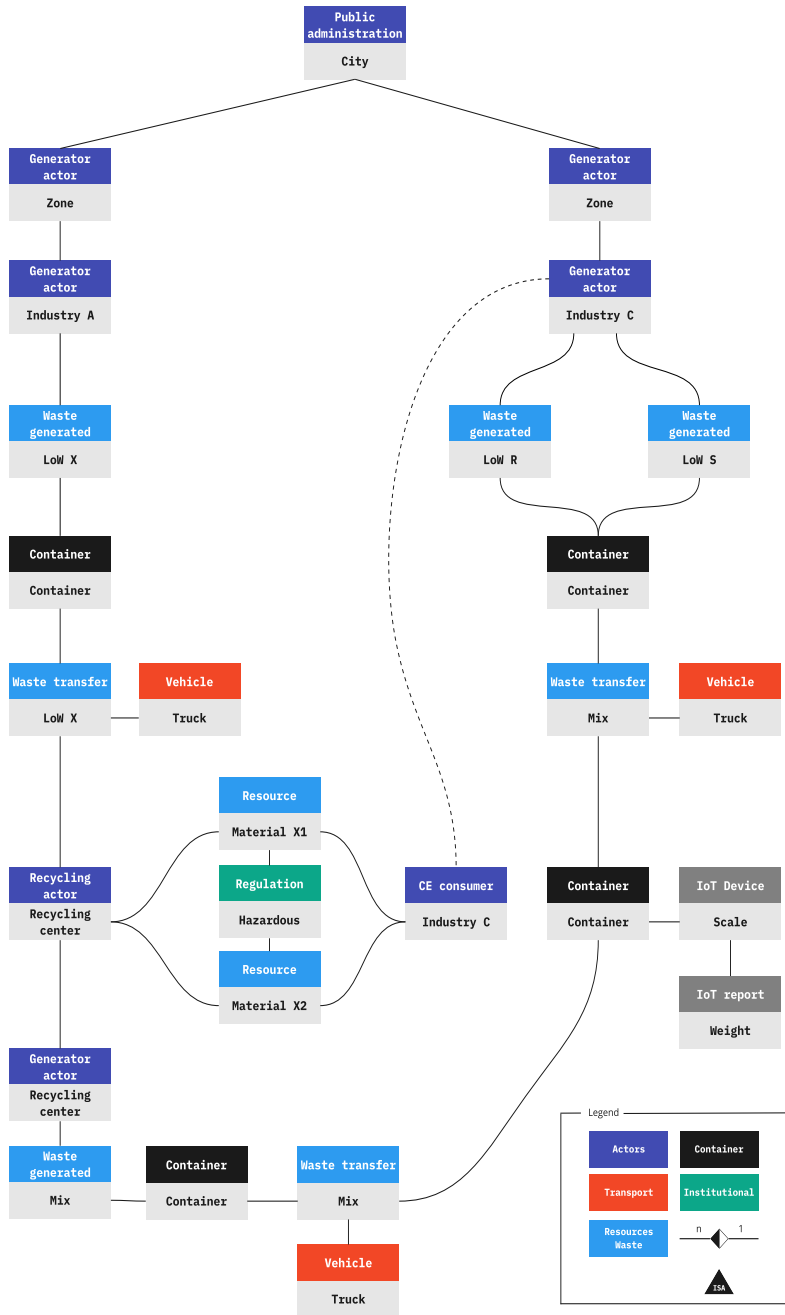 Public
administration
City
Generator
actor
Zone
Generator
actor
Zone
Generator
actor
Industry A
Generator
actor
Industry C
Waste
generated
LoW X
Waste
generated
LoW R
Waste
generated
LoW S
Container
Container
Container
Container
Waste transfer
LoW X
Vehicle
Truck
Waste transfer
Mix
Vehicle
Truck
Resource
Material X1
Regulation
Hazardous
Resource
Material X2
Recycling
actor
Recycling
center
CE consumer
Industry C
Container
Container
IoT Device
Scale
IoT report
Weight
Generator
actor
Recycling
center
Waste
generated
Mix
Container
Container
Waste transfer
Mix
Vehicle
Truck
Legend
Actors
Container
Transport
Institutional
Resources
Waste
n
1
ISA